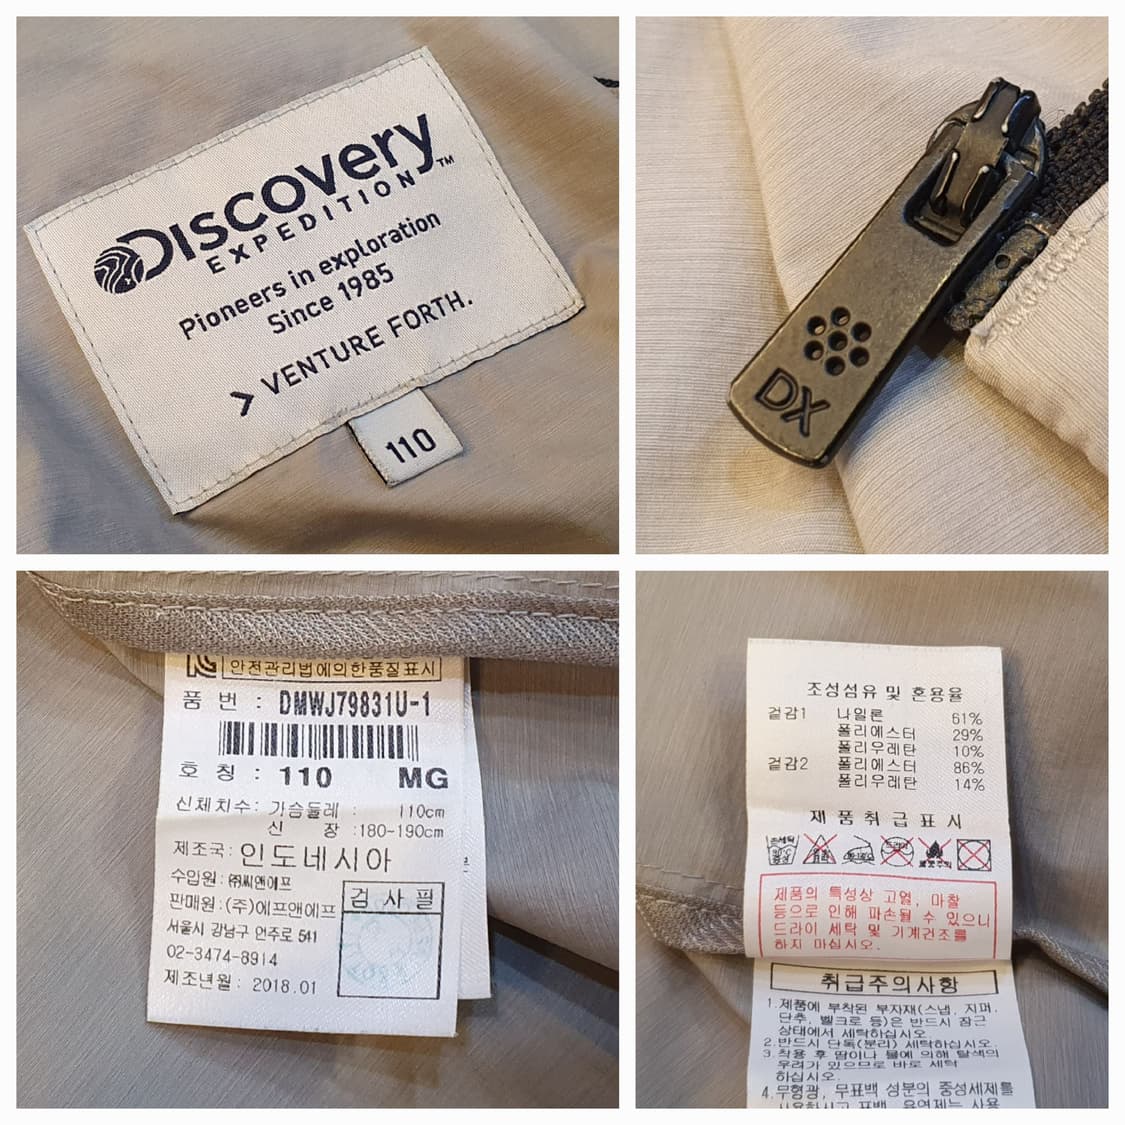 Discovery™
EXPEDITION
Pioneers in exploration
Since 1985
> VENTURE FORTH.
110
DX
안전관리법에의한품질표시
품 번 : DMWJ79831U-1
호 칭 : 110 MG
신체치수: 가슴둘레 : 110cm
신 장 :180-190cm
제조국: 인도네시아
수입원: ㈜씨앤에프
판매원:(주)에프앤에프
서울시 강남구 언주로 541
02-3474-8914
제조년월: 2018.01
검 사 필
조성섬유 및 혼용율
겉감1 나일론 61%
폴리에스터 29%
폴리우레탄 10%
겉감2 폴리에스터 86%
폴리우레탄 14%
제 품 취 급 표 시
제품의 특성상 고열, 마찰
등으로 인해 파손될 수 있으니
드라이 세탁 및 기계건조를
하지 마십시오.
취급주의사항
1.제품에 부착된 부자재(스냅, 지퍼,
단추, 벨크로 등)은 반드시 잠근
상태에서 세탁하십시오.
2.반드시 단독(분리) 세탁하십시오.
3.착용 후 땀이나 물에 의해 탈색의
우려가 있으므로 바로 세탁
하십시오.
4.무형광, 무표백 성분의 중성세제를